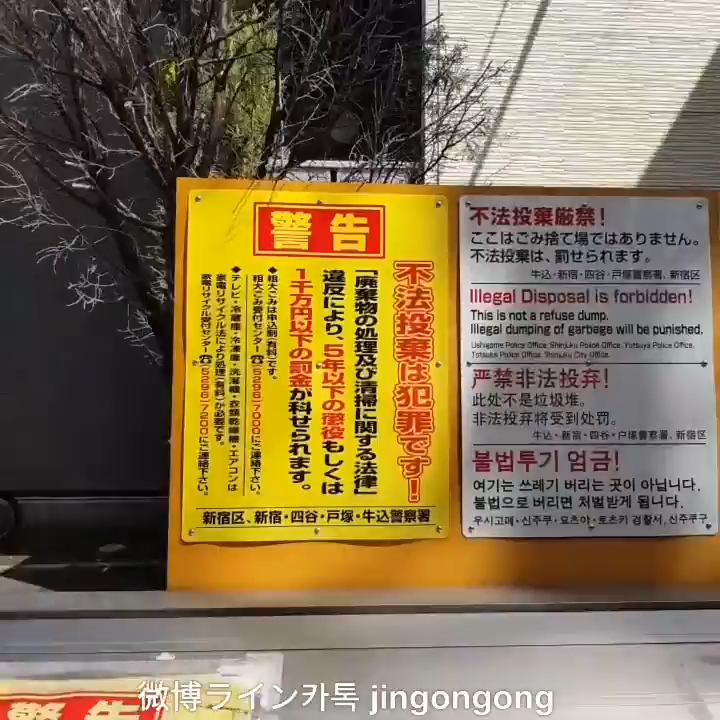 警告
不法投棄は犯罪です!
「廃棄物の処理及び清掃に関する法律」
違反により、5年以下の懲役もしくは
1千万円以下の罰金が科せられます。
◆粗大ごみは申込制(有料)です。
粗大ごみ受付センター☎(5296)7000にご連絡下さい。
◆テレビ・冷蔵庫・冷凍庫・洗濯機・衣類乾燥機・エアコンは
家電リサイクル法により処理(有料)が必要です。
家電リサイクル受付センター☎(5296)7200にご連絡下さい。
新宿区、新宿・四谷・戸塚・牛込警察署
不法投棄厳禁!
ここはごみ捨て場ではありません。
不法投棄は、罰せられます。
牛込・新宿・四谷・戸塚警察署、新宿区
Illegal Disposal is forbidden!
This is not a refuse dump.
Illegal dumping of garbage will be punished.
Ushigome Police Office, Shinjuku Police Office, Yotsuya Police Office,
Totsuka Police Office, Shinjuku City Office.
严禁非法投弃!
此处不是垃圾堆。
非法投弃将受到处罚。
牛込・新宿・四谷・户塚警察署、新宿区
불법투기 엄금!
여기는 쓰레기 버리는 곳이 아닙니다.
불법으로 버리면 처벌받게 됩니다.
우시고메・신주쿠・요츠야・토츠카 경찰서, 신주쿠구
警告
微博ライン카톡 jingongong